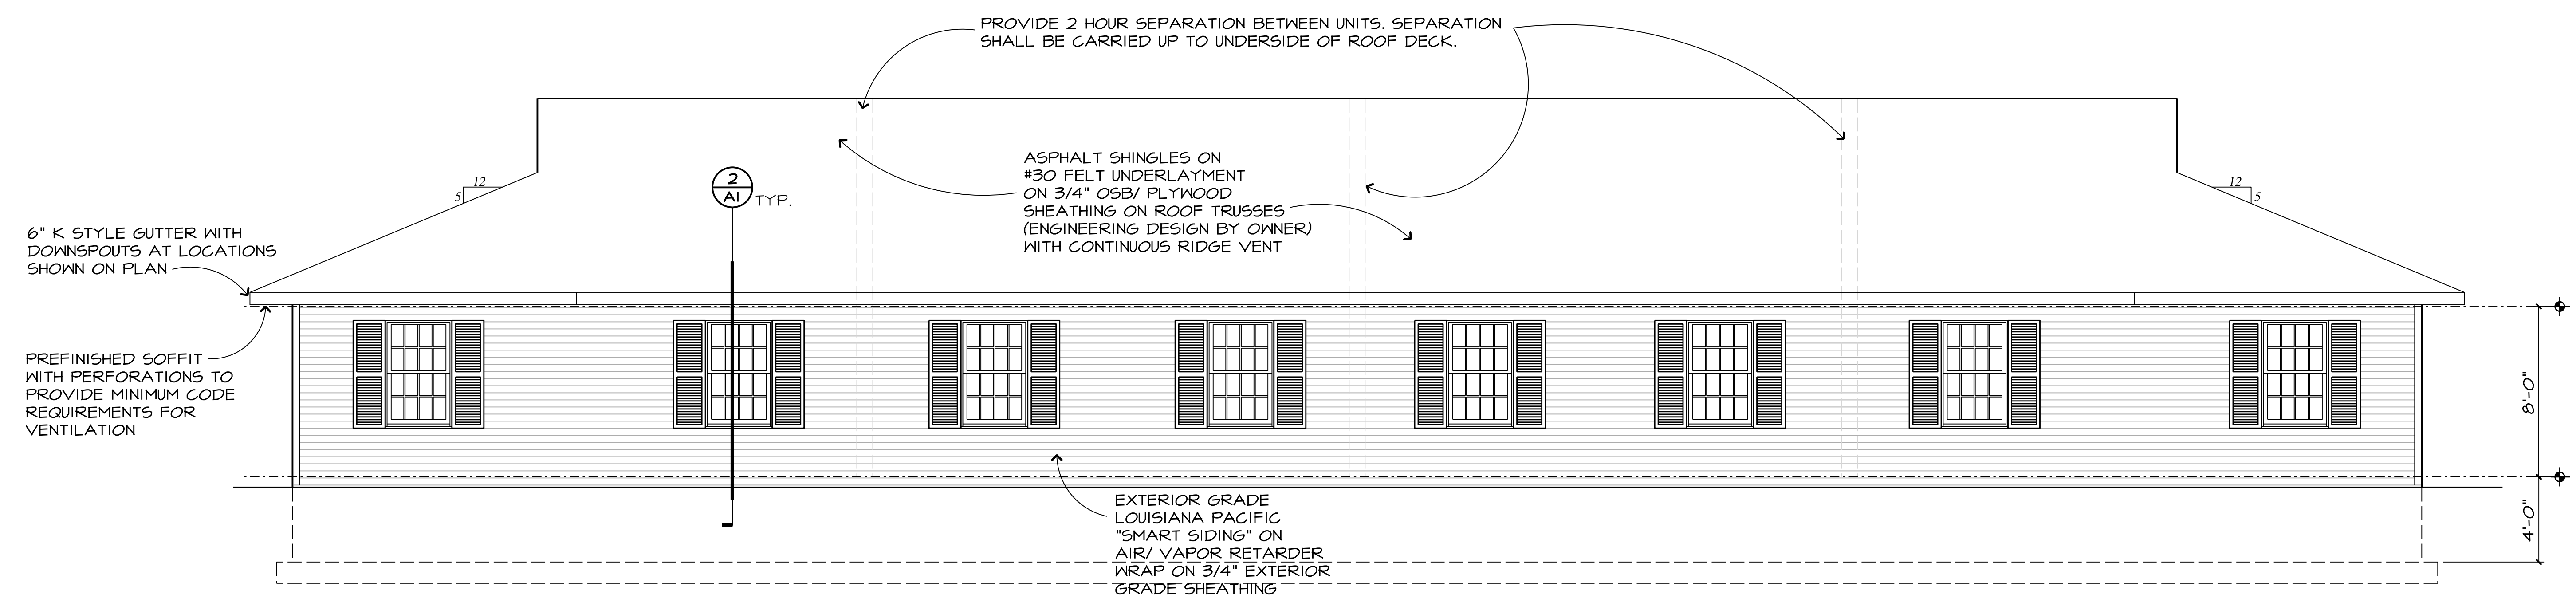 PROVIDE 2 HOUR SEPARATION BETWEEN UNITS. SEPARATION
SHALL BE CARRIED UP TO UNDERSIDE OF ROOF DECK.
ASPHALT SHINGLES ON
#30 FELT UNDERLAYMENT
ON 3/4" OSB/ PLYWOOD
SHEATHING ON ROOF TRUSSES
(ENGINEERING DESIGN BY OWNER)
WITH CONTINUOUS RIDGE VENT
12
5
2
A1
TYP.
12
5
6" K STYLE GUTTER WITH
DOWNSPOUTS AT LOCATIONS
SHOWN ON PLAN
PREFINISHED SOFFIT
WITH PERFORATIONS TO
PROVIDE MINIMUM CODE
REQUIREMENTS FOR
VENTILATION
8'-0"
4'-0"
EXTERIOR GRADE
LOUISIANA PACIFIC
"SMART SIDING" ON
AIR/ VAPOR RETARDER
WRAP ON 3/4" EXTERIOR
GRADE SHEATHING